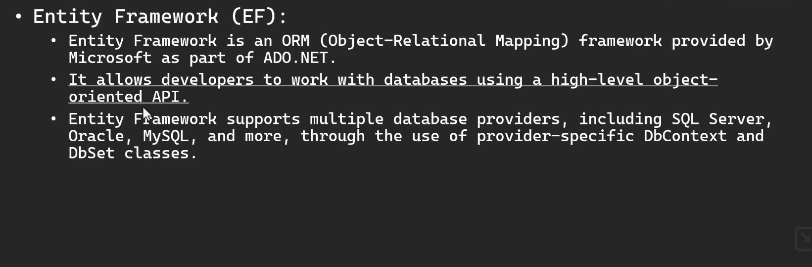 • Entity Framework (EF):
• Entity Framework is an ORM (Object-Relational Mapping) framework provided by
Microsoft as part of ADO.NET.
• It allows developers to work with databases using a high-level object-
oriented API.
• Entity Framework supports multiple database providers, including SQL Server,
Oracle, MySQL, and more, through the use of provider-specific DbContext and
DbSet classes.